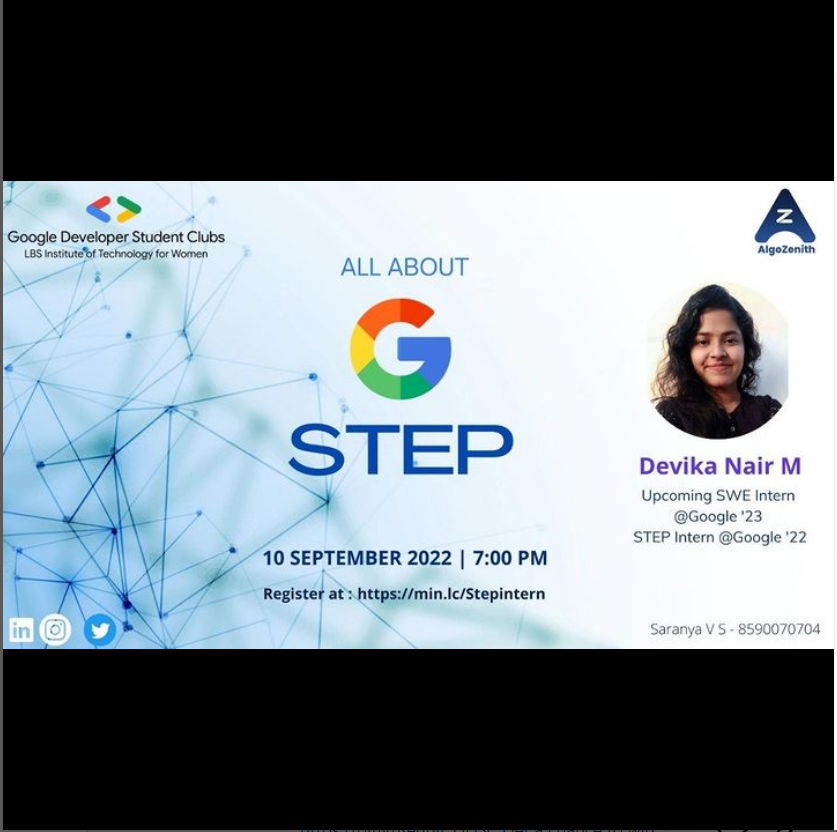 Google Developer Student Clubs
LBS Institute of Technology for Women
Z
AlgoZenith
ALL ABOUT
G
STEP
Devika Nair M
Upcoming SWE Intern
@Google '23
STEP Intern @Google '22
10 SEPTEMBER 2022 | 7:00 PM
Register at : https://min.lc/Stepintern
in
Saranya V S - 8590070704